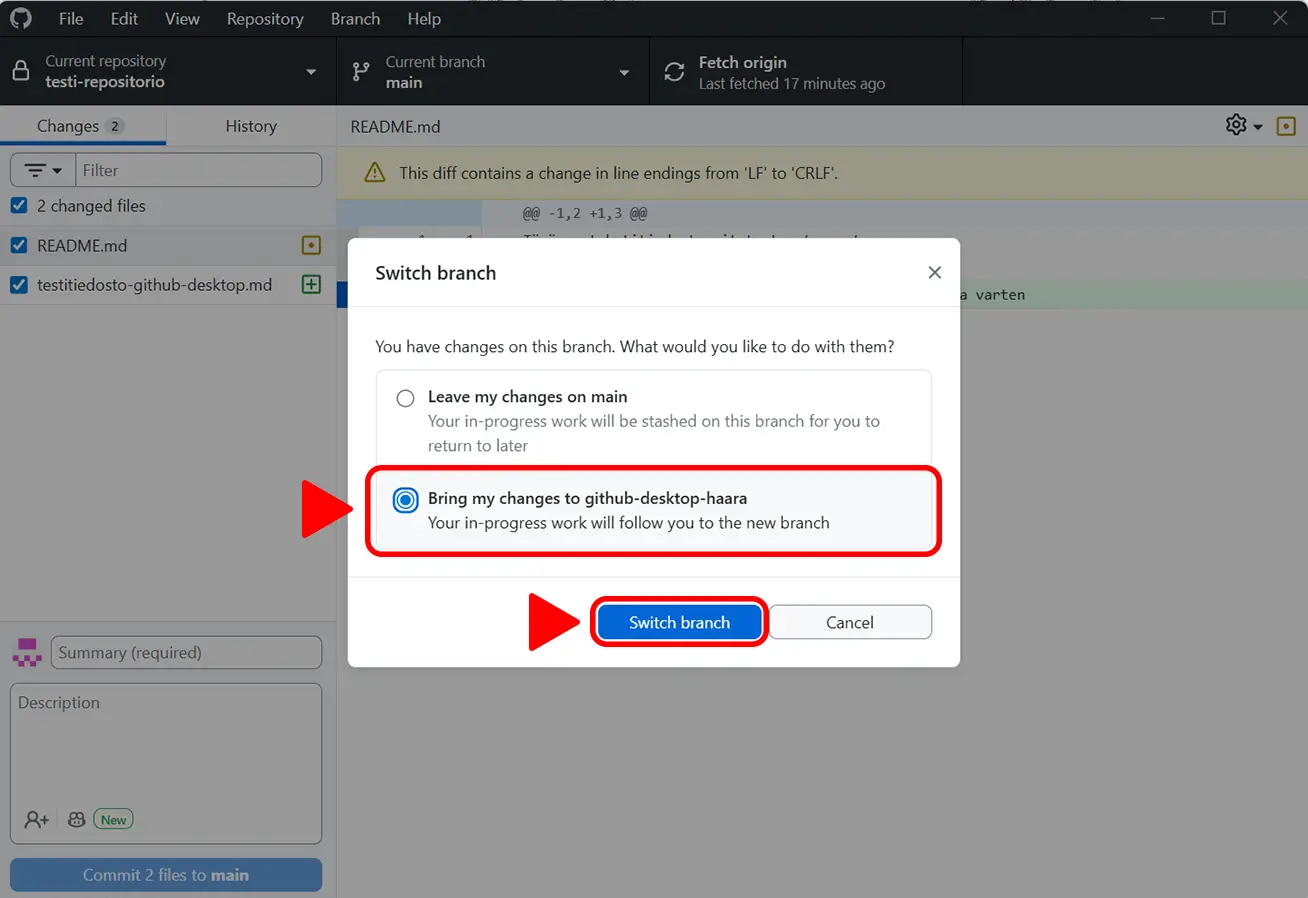 File Edit View Repository Branch Help
Current repository
testi-repositorio
Current branch
main
Fetch origin
Last fetched 17 minutes ago
Changes 2
History
README.md
Filter
This diff contains a change in line endings from 'LF' to 'CRLF'.
2 changed files
@@ -1,2 +1,3 @@
README.md
testitiedosto-github-desktop.md
a varten
Switch branch
You have changes on this branch. What would you like to do with them?
Leave my changes on main
Your in-progress work will be stashed on this branch for you to
return to later
Bring my changes to github-desktop-haara
Your in-progress work will follow you to the new branch
Switch branch
Cancel
Summary (required)
Description
New
Commit 2 files to main